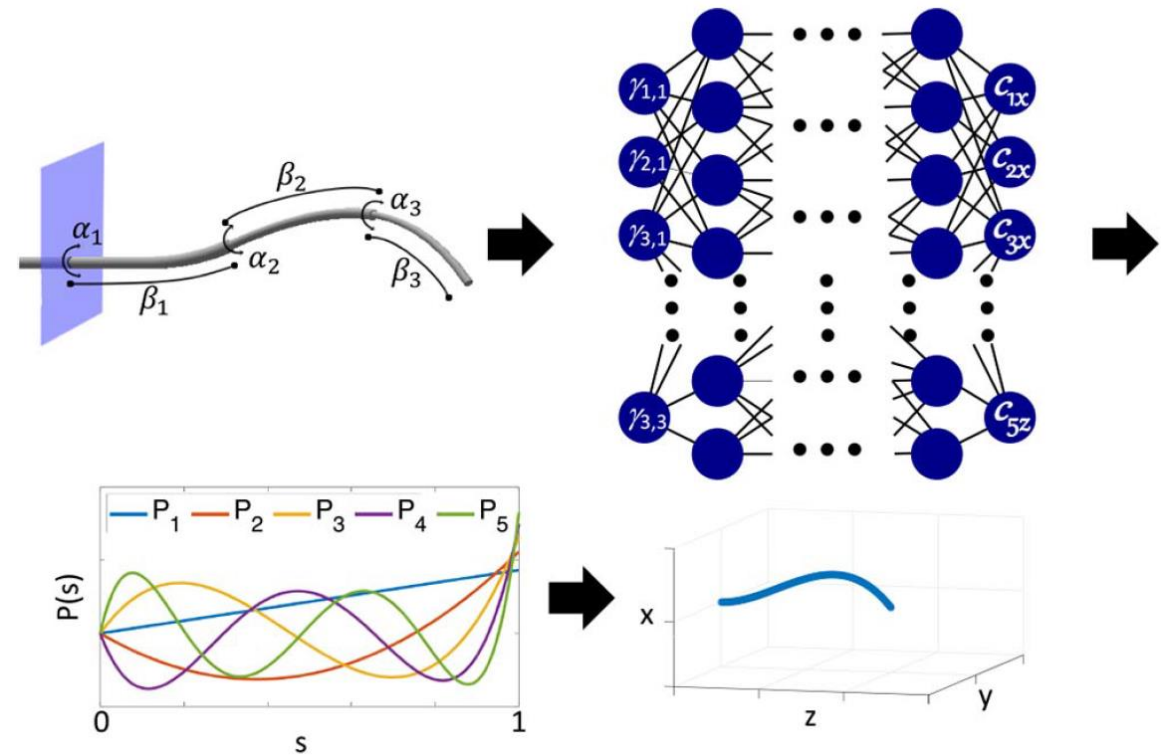 α₁
β₁
α₂
β₂
α₃
β₃
γ₁,₁
γ₂,₁
γ₃,₁
γ₃,₃
C₁ₓ
C₂ₓ
C₃ₓ
C₅z
P₁ P₂ P₃ P₄ P₅
P(s)
0 1
s
x
z
y